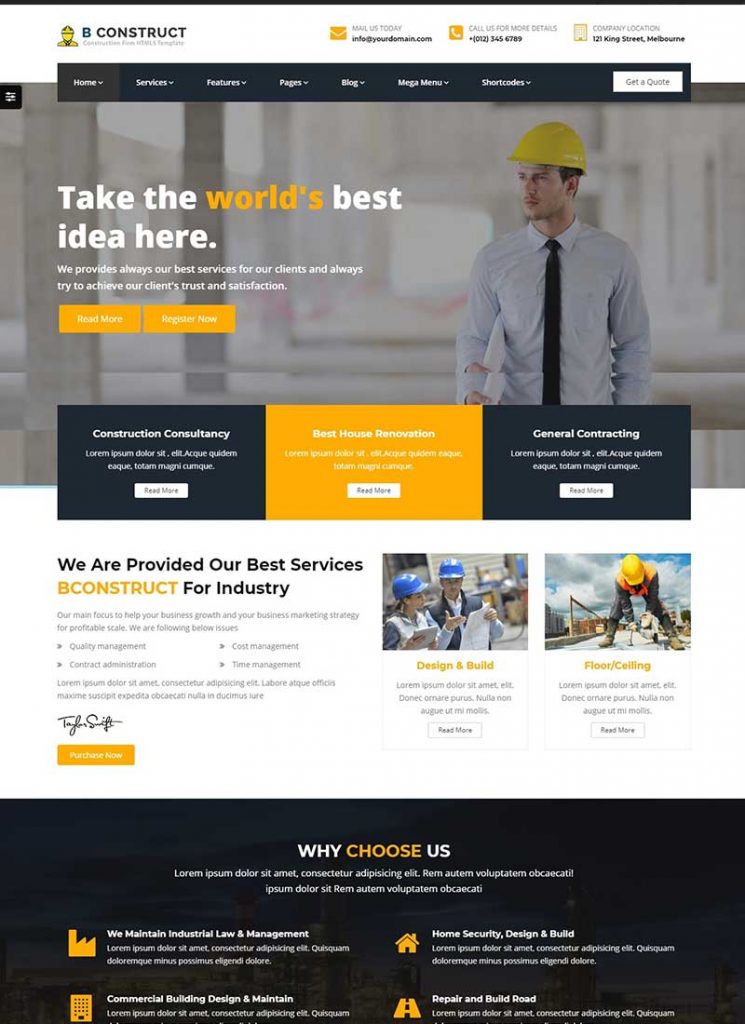 B CONSTRUCT
Construction Firm HTML5 Template
MAIL US TODAY
info@yourdomain.com
CALL US FOR MORE DETAILS
+(012) 345 6789
COMPANY LOCATION
121 King Street, Melbourne
Home
Services
Features
Pages
Blog
Mega Menu
Shortcodes
Get a Quote
Take the world's best
idea here.
We provides always our best services for our clients and always
try to achieve our client's trust and satisfaction.
Read More
Register Now
Construction Consultancy
Lorem ipsum dolor sit , elit.Acque quidem
eaque, totam magni cumque.
Read More
Best House Renovation
Lorem ipsum dolor sit , elit.Acque quidem eaque,
totam magni cumque.
Read More
General Contracting
Lorem ipsum dolor sit , elit.Acque quidem
eaque, totam magni cumque.
Read More
We Are Provided Our Best Services
BCONSTRUCT For Industry
Our main focus to help your business growth and your business marketing strategy
for profitable scale. We are following below issues
Quality management
Cost management
Contract administration
Time management
Lorem ipsum dolor sit amet, consectetur adipisicing elit. Labore atque officiis
maxime suscipit expedita obcaecati nulla in ducimus iure
Taylor Swift
Purchase Now
Design & Build
Lorem ipsum dolor sit amet, elit.
Donec ornare purus. Nulla non
augue ut mi mollis.
Read More
Floor/Ceiling
Lorem ipsum dolor sit amet, elit.
Donec ornare purus. Nulla non
augue ut mi mollis.
Read More
WHY CHOOSE US
Lorem ipsum dolor sit amet, consectetur adipisicing elit. Rem autem voluptatem obcaecati!
ipsum dolor sit Rem autem voluptatem obcaecati
We Maintain Industrial Law & Management
Lorem ipsum dolor sit amet, consectetur adipisicing elit. Quisquam
doloremque minus possimus eligendi dolore.
Home Security, Design & Build
Lorem ipsum dolor sit amet, consectetur adipisicing elit. Quisquam
doloremque minus possimus eligendi dolore.
Commercial Building Design & Maintain
Lorem ipsum dolor sit amet, consectetur adipisicing elit. Quisquam
Repair and Build Road
Lorem ipsum dolor sit amet, consectetur adipisicing elit. Quisquam